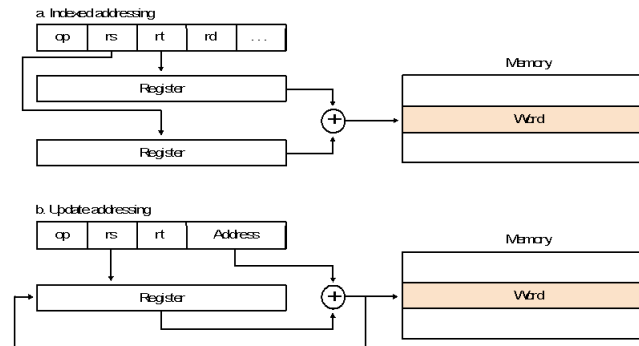 a. Indexed addressing
op rs rt rd ...
Register
Memory
Word
Register
b. Update addressing
op rs rt Address
Memory
Register
Word